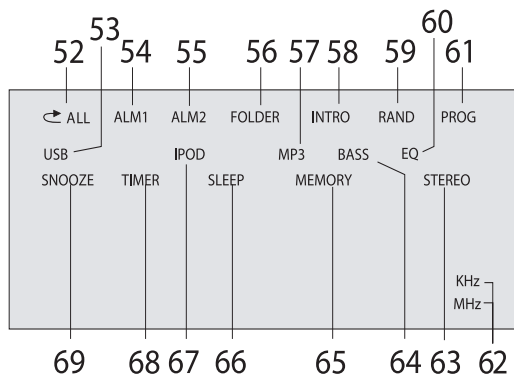 53 60
52 54 55 56 57 58 59 61
ALL ALM1 ALM2 FOLDER INTRO RAND PROG
USB IPOD MP3 BASS EQ
SNOOZE TIMER SLEEP MEMORY STEREO
KHz
MHz
69 68 67 66 65 64 63 62